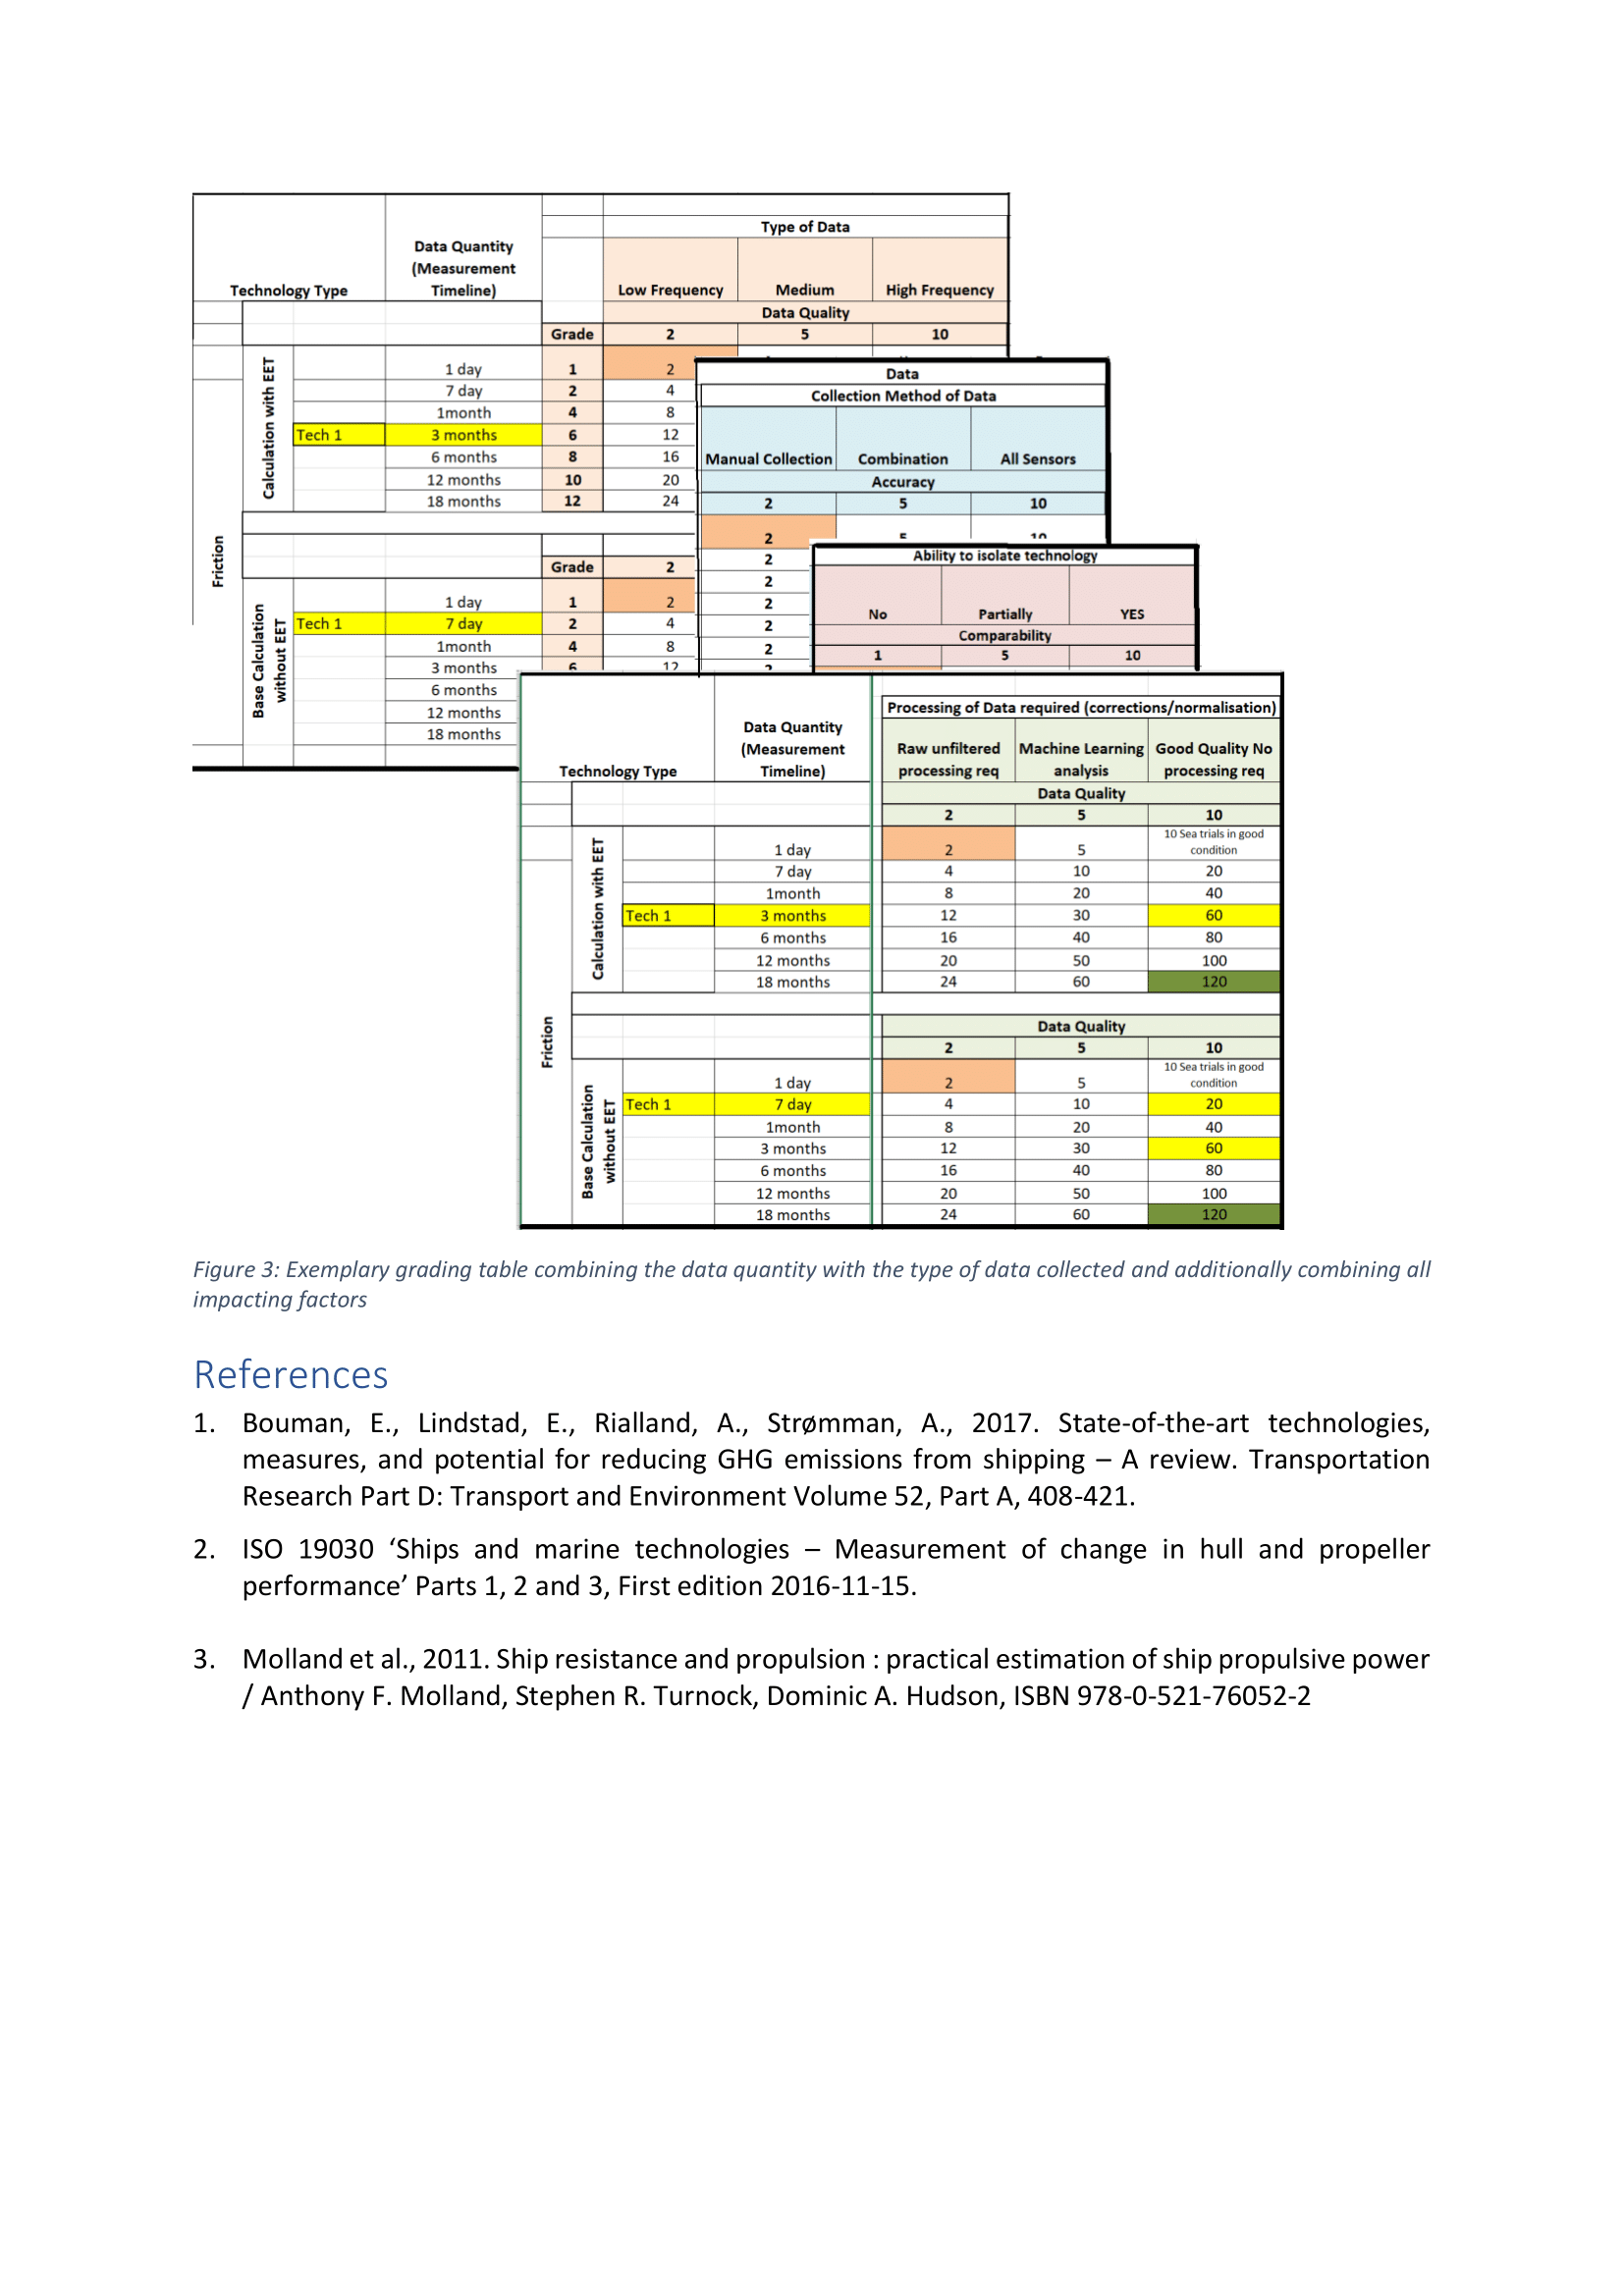 Type of Data
Technology Type Data Quantity (Measurement Timeline) Low Frequency Medium High Frequency
Data Quality
Grade 2 5 10
Calculation with EET
1 day 1 2
7 day 2 4
1month 4 8
Tech 1 3 months 6 12
6 months 8 16
12 months 10 20
18 months 12 24
Friction
Grade 2
Base Calculation without EET
1 day 1 2
Tech 1 7 day 2 4
1month 4 8
3 months 6 12
6 months
12 months
18 months
Data
Collection Method of Data
Manual Collection Combination All Sensors
Accuracy
2 5 10
2 5 10
2
2
2
2
2
2
Ability to isolate technology
No Partially YES
Comparability
1 5 10
Processing of Data required (corrections/normalisation)
Technology Type Data Quantity (Measurement Timeline) Raw unfiltered processing req Machine Learning analysis Good Quality No processing req
Data Quality
2 5 10
Calculation with EET
1 day 2 5 10 Sea trials in good condition
7 day 4 10 20
1month 8 20 40
Tech 1 3 months 12 30 60
6 months 16 40 80
12 months 20 50 100
18 months 24 60 120
Friction
Data Quality
2 5 10
Base Calculation without EET
1 day 2 5 10 Sea trials in good condition
Tech 1 7 day 4 10 20
1month 8 20 40
3 months 12 30 60
6 months 16 40 80
12 months 20 50 100
18 months 24 60 120
Figure 3: Exemplary grading table combining the data quantity with the type of data collected and additionally combining all
impacting factors
References
1. Bouman, E., Lindstad, E., Rialland, A., Strømman, A., 2017. State-of-the-art technologies,
measures, and potential for reducing GHG emissions from shipping – A review. Transportation
Research Part D: Transport and Environment Volume 52, Part A, 408-421.
2. ISO 19030 ‘Ships and marine technologies – Measurement of change in hull and propeller
performance’ Parts 1, 2 and 3, First edition 2016-11-15.
3. Molland et al., 2011. Ship resistance and propulsion : practical estimation of ship propulsive power
/ Anthony F. Molland, Stephen R. Turnock, Dominic A. Hudson, ISBN 978-0-521-76052-2